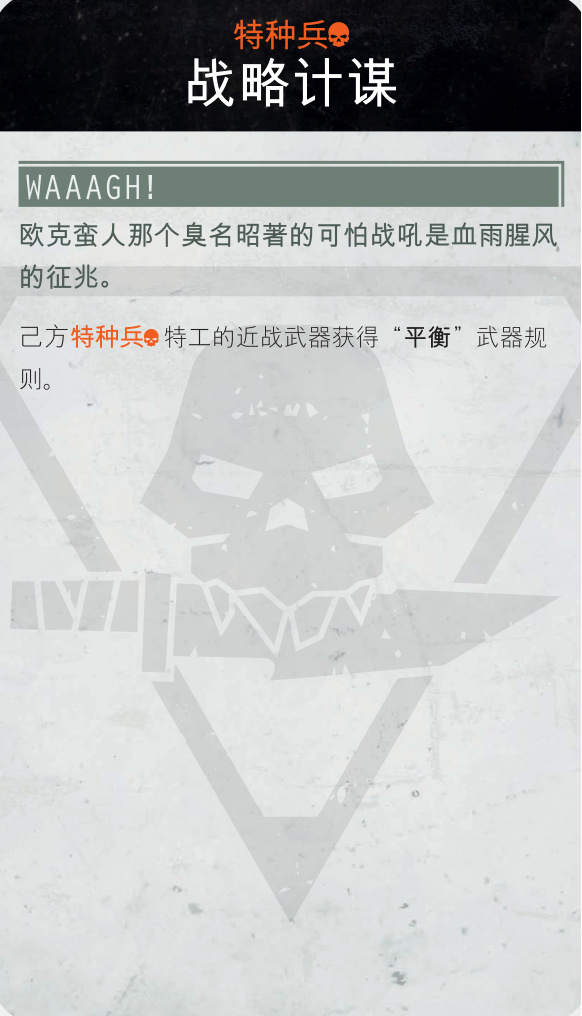 特种兵
战略计谋
WAAAGH!
欧克蛮人那个臭名昭著的可怕战吼是血雨腥风
的征兆。
己方特种兵特工的近战武器获得“平衡”武器规
则。